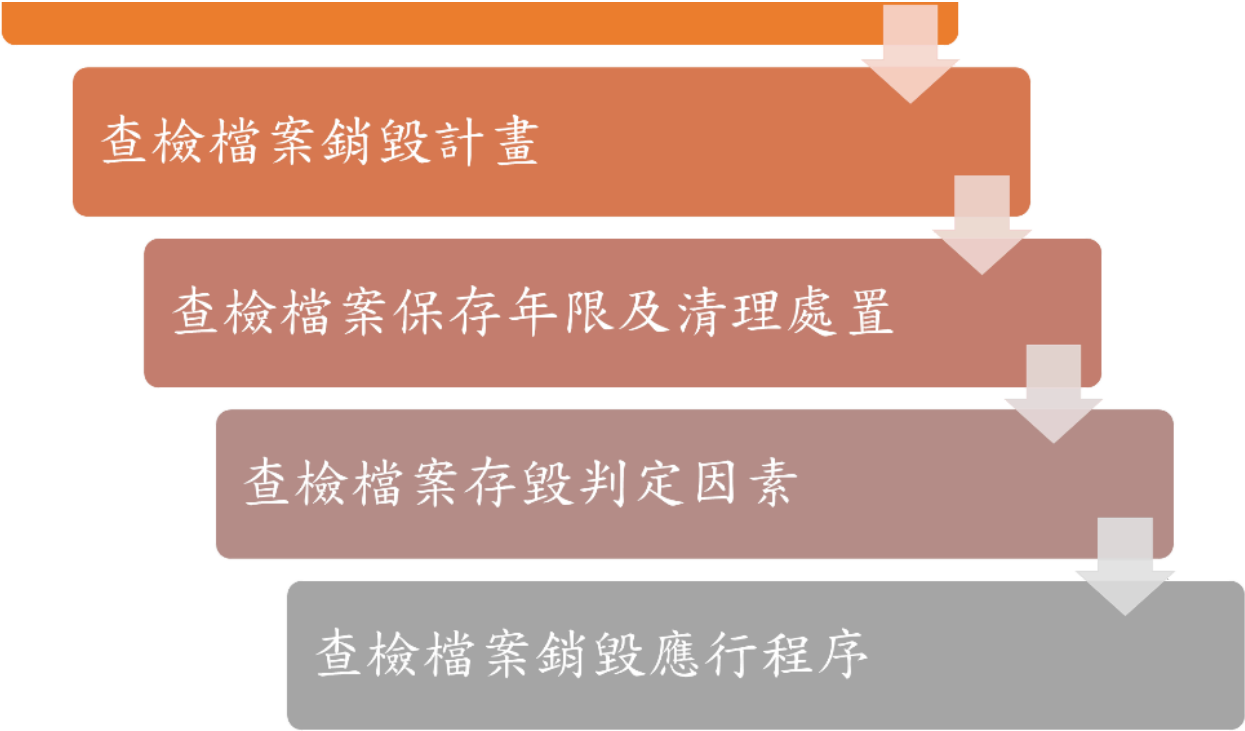 查檢檔案銷毀計畫
查檢檔案保存年限及清理處置
查檢檔案存毀判定因素
查檢檔案銷毀應行程序